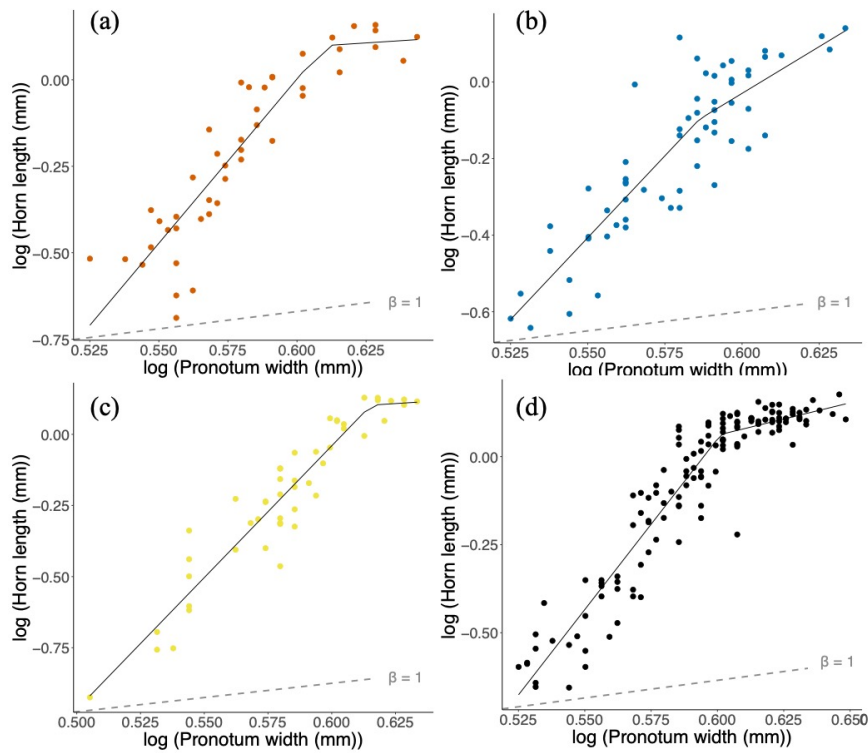 (a)
log (Horn length (mm))
0.00
−0.25
−0.50
−0.75
β = 1
0.525 0.550 0.575 0.600 0.625
log (Pronotum width (mm))
(b)
log (Horn length (mm))
0.0
−0.2
−0.4
−0.6
β = 1
0.525 0.550 0.575 0.600 0.625
log (Pronotum width (mm))
(c)
log (Horn length (mm))
0.00
−0.25
−0.50
−0.75
β = 1
0.500 0.525 0.550 0.575 0.600 0.625
log (Pronotum width (mm))
(d)
log (Horn length (mm))
0.00
−0.25
−0.50
β = 1
0.525 0.550 0.575 0.600 0.625 0.650
log (Pronotum width (mm))